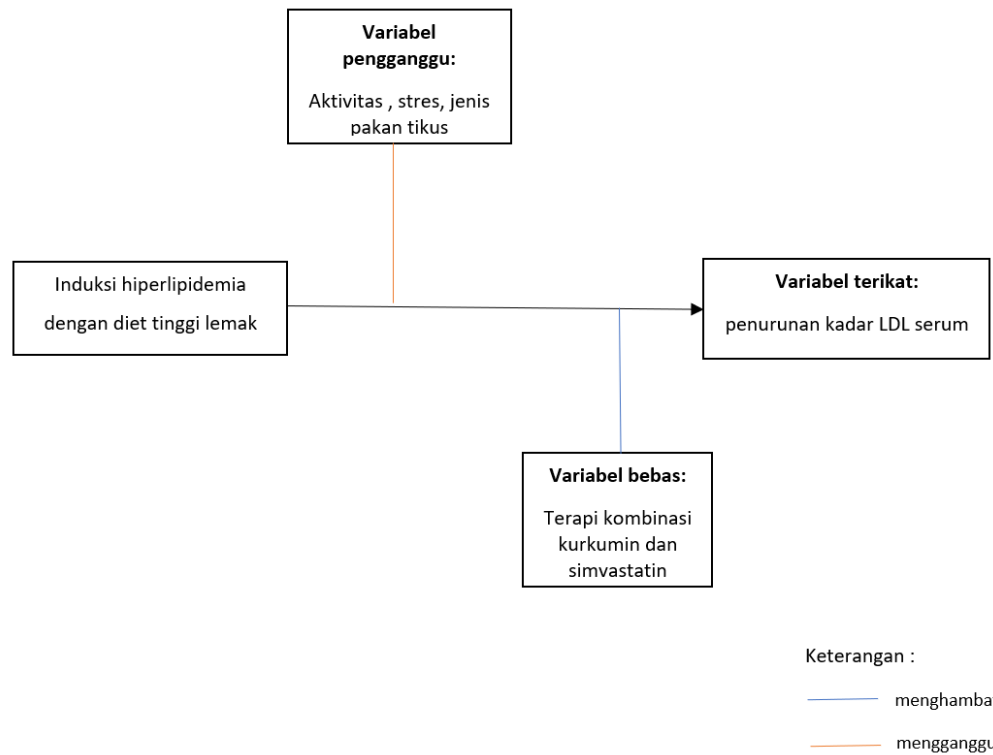 Variabel
pengganggu:
Aktivitas , stres, jenis
pakan tikus
Induksi hiperlipidemia
dengan diet tinggi lemak
Variabel terikat:
penurunan kadar LDL serum
Variabel bebas:
Terapi kombinasi
kurkumin dan
simvastatin
Keterangan :
menghamba
mengganggu